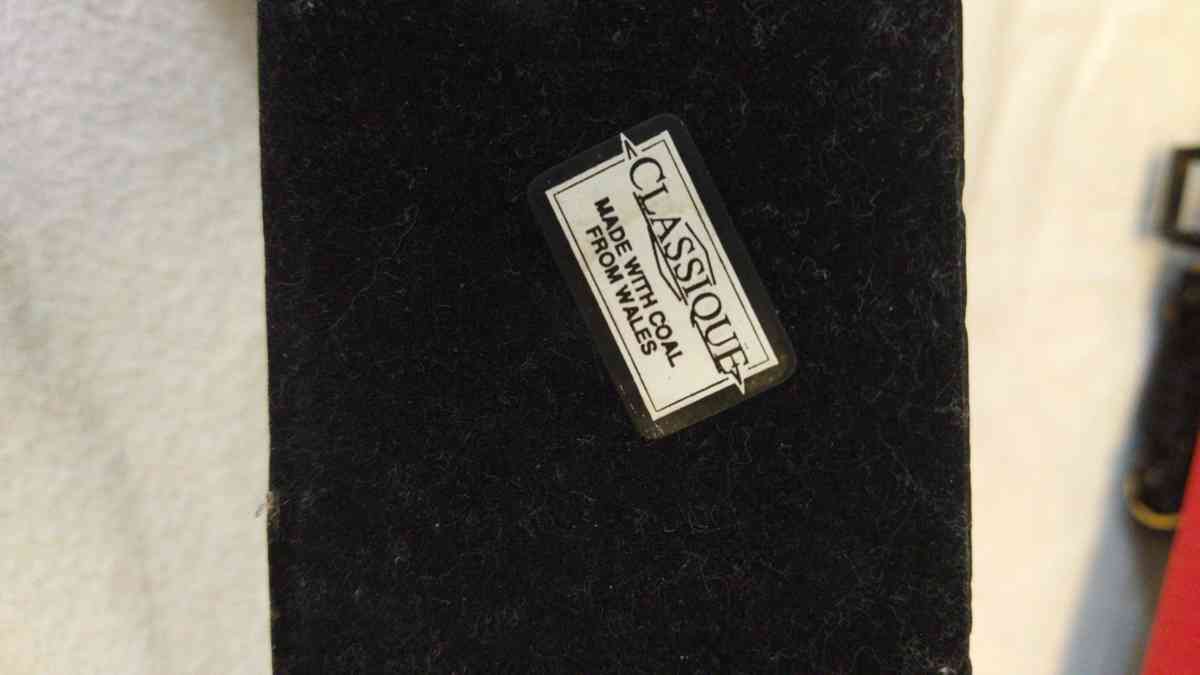 CLASSIQUE
MADE WITH COAL
FROM WALES